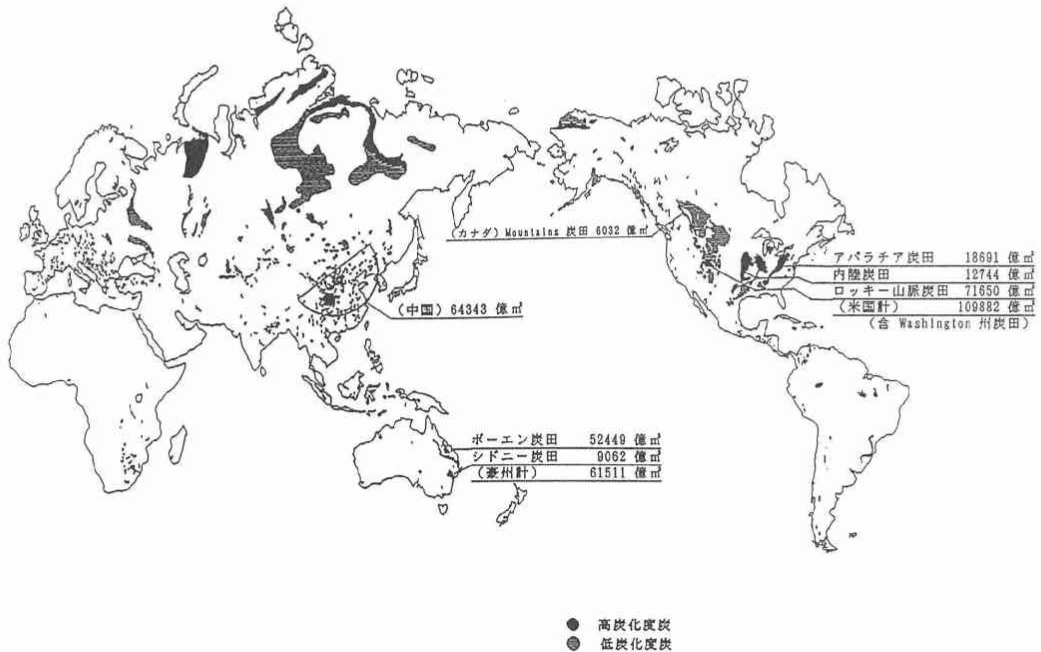 (カナダ) Mountains 炭田 6032 億㎥
アパラチア炭田 18691 億㎥
内陸炭田 12744 億㎥
ロッキー山脈炭田 71650 億㎥
(米国計) 109882 億㎥
(含 Washington 州炭田)
(中国) 64343 億㎥
ボーエン炭田 52449 億㎥
シドニー炭田 9062 億㎥
(豪州計) 61511 億㎥
高炭化度炭
低炭化度炭